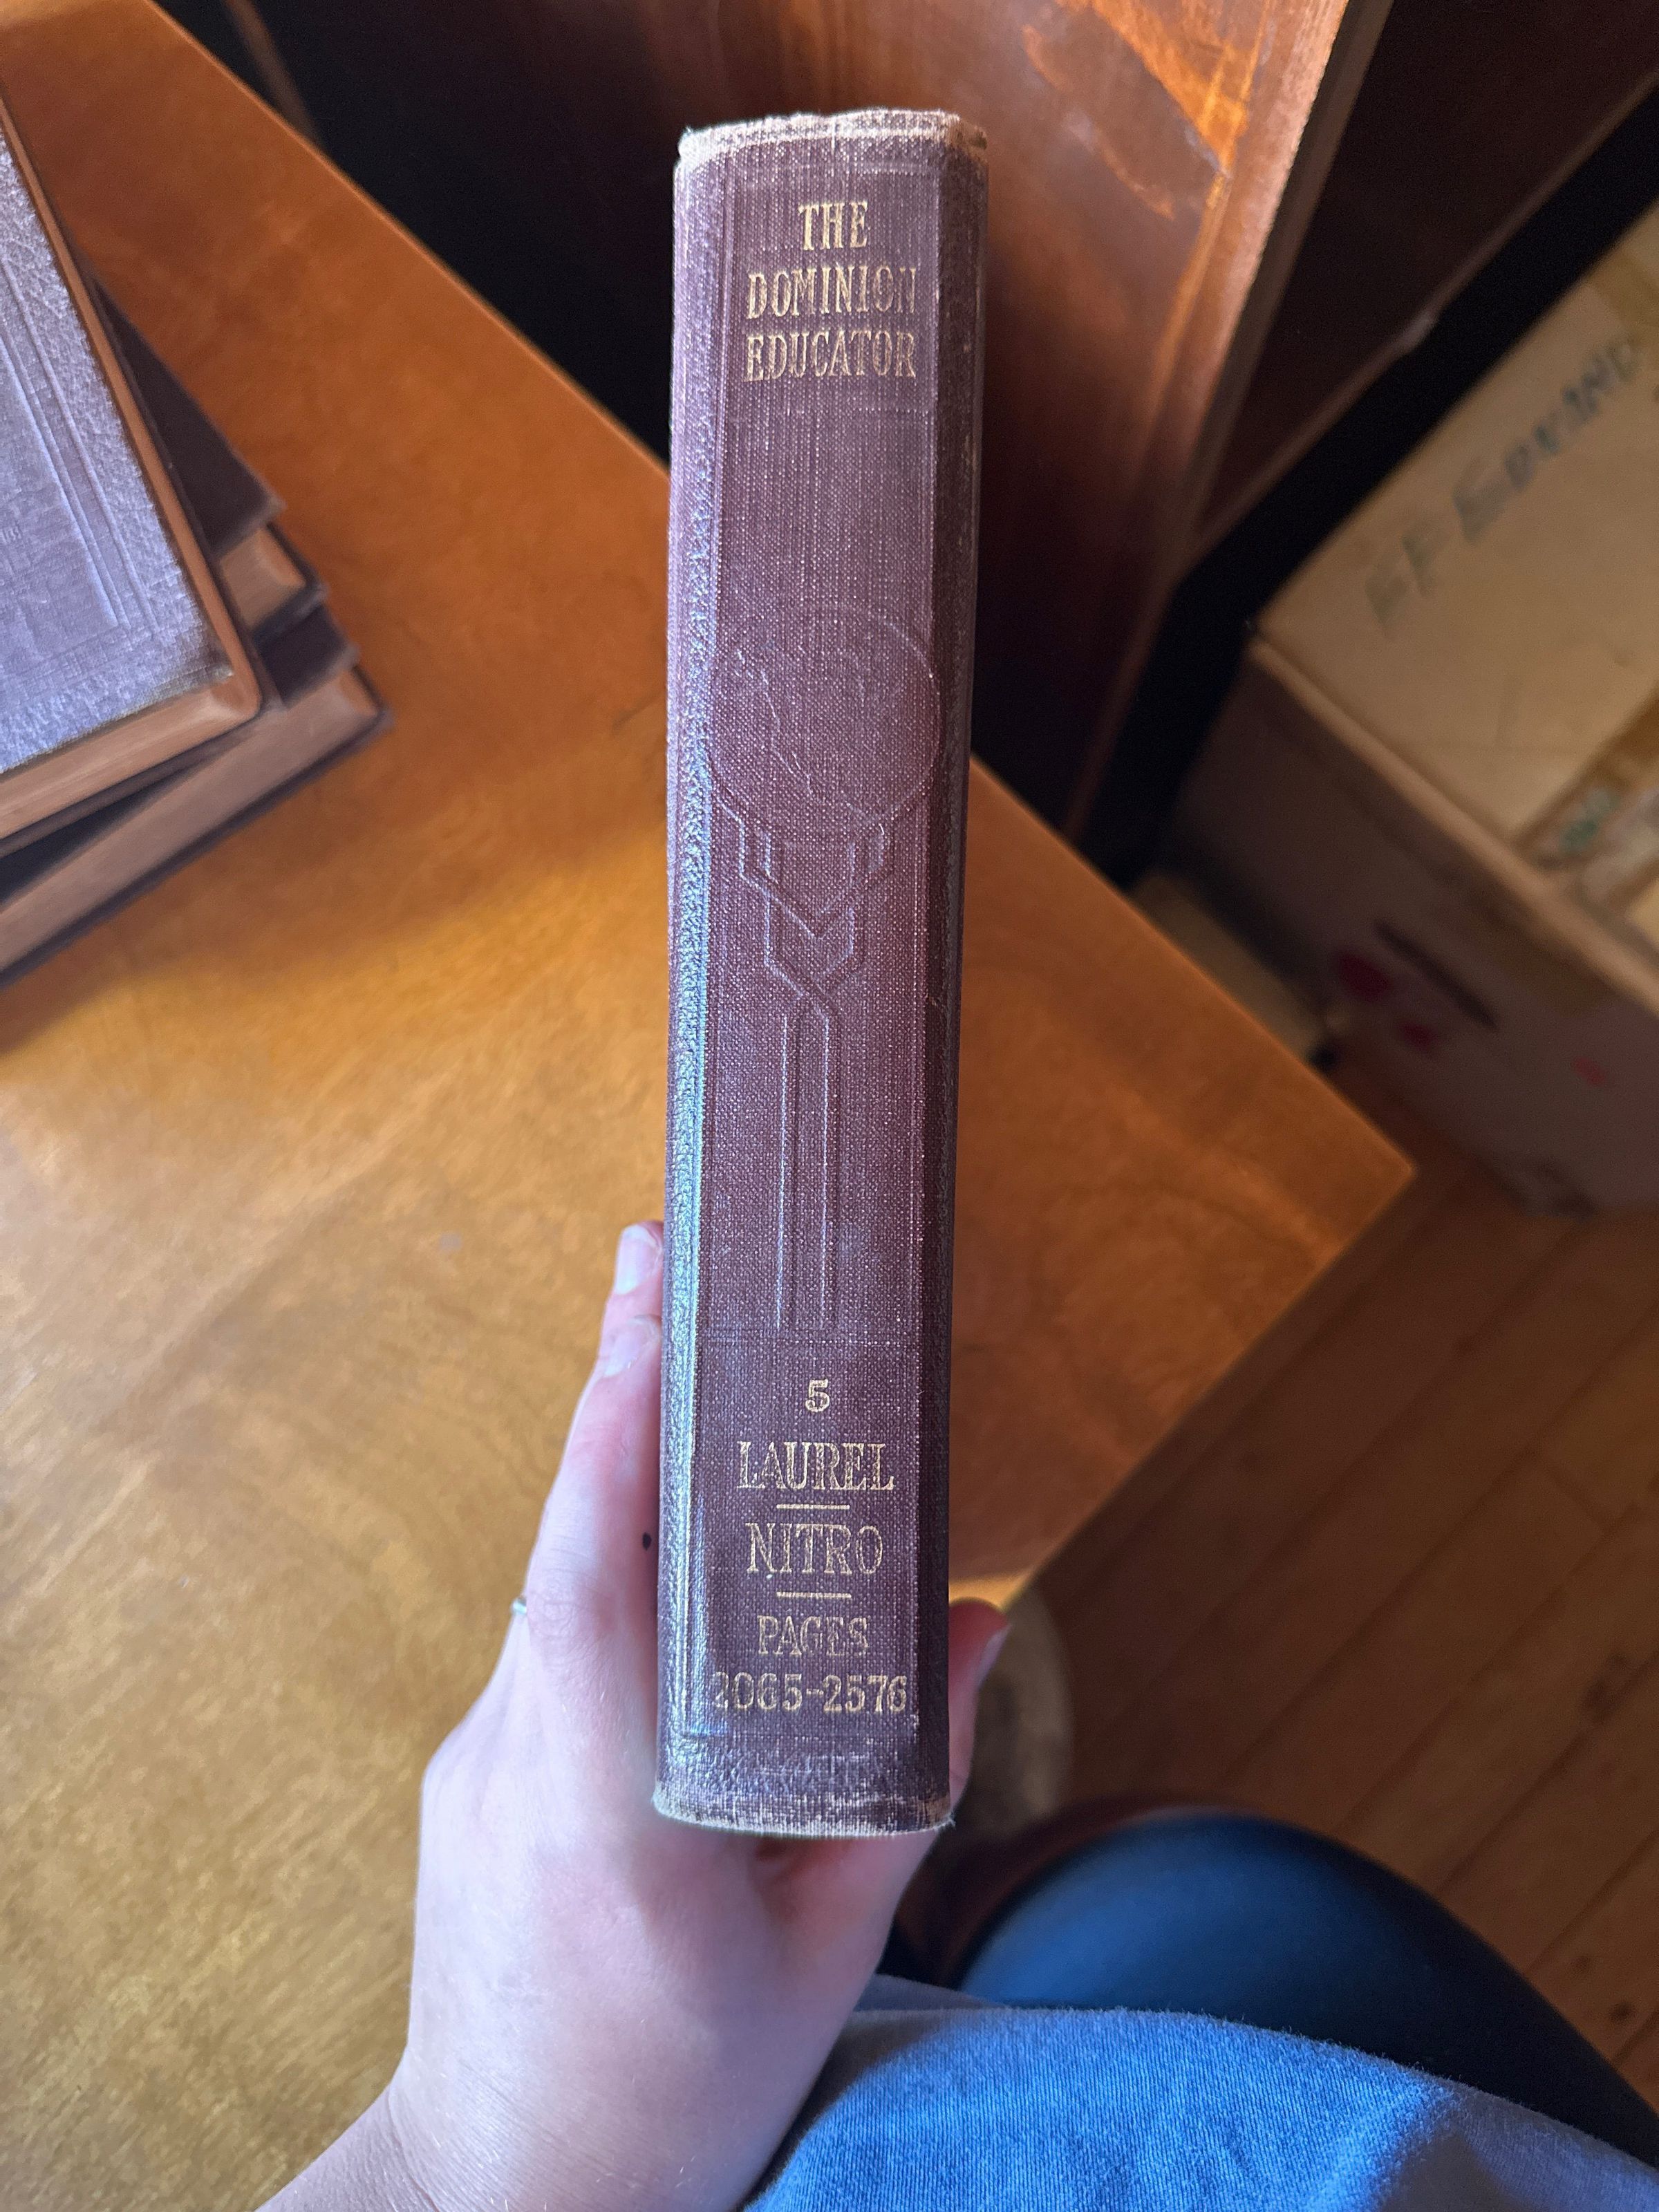 THE
DOMINION
EDUCATOR
5
LAUREL
NITRO
PAGES
2065-2576